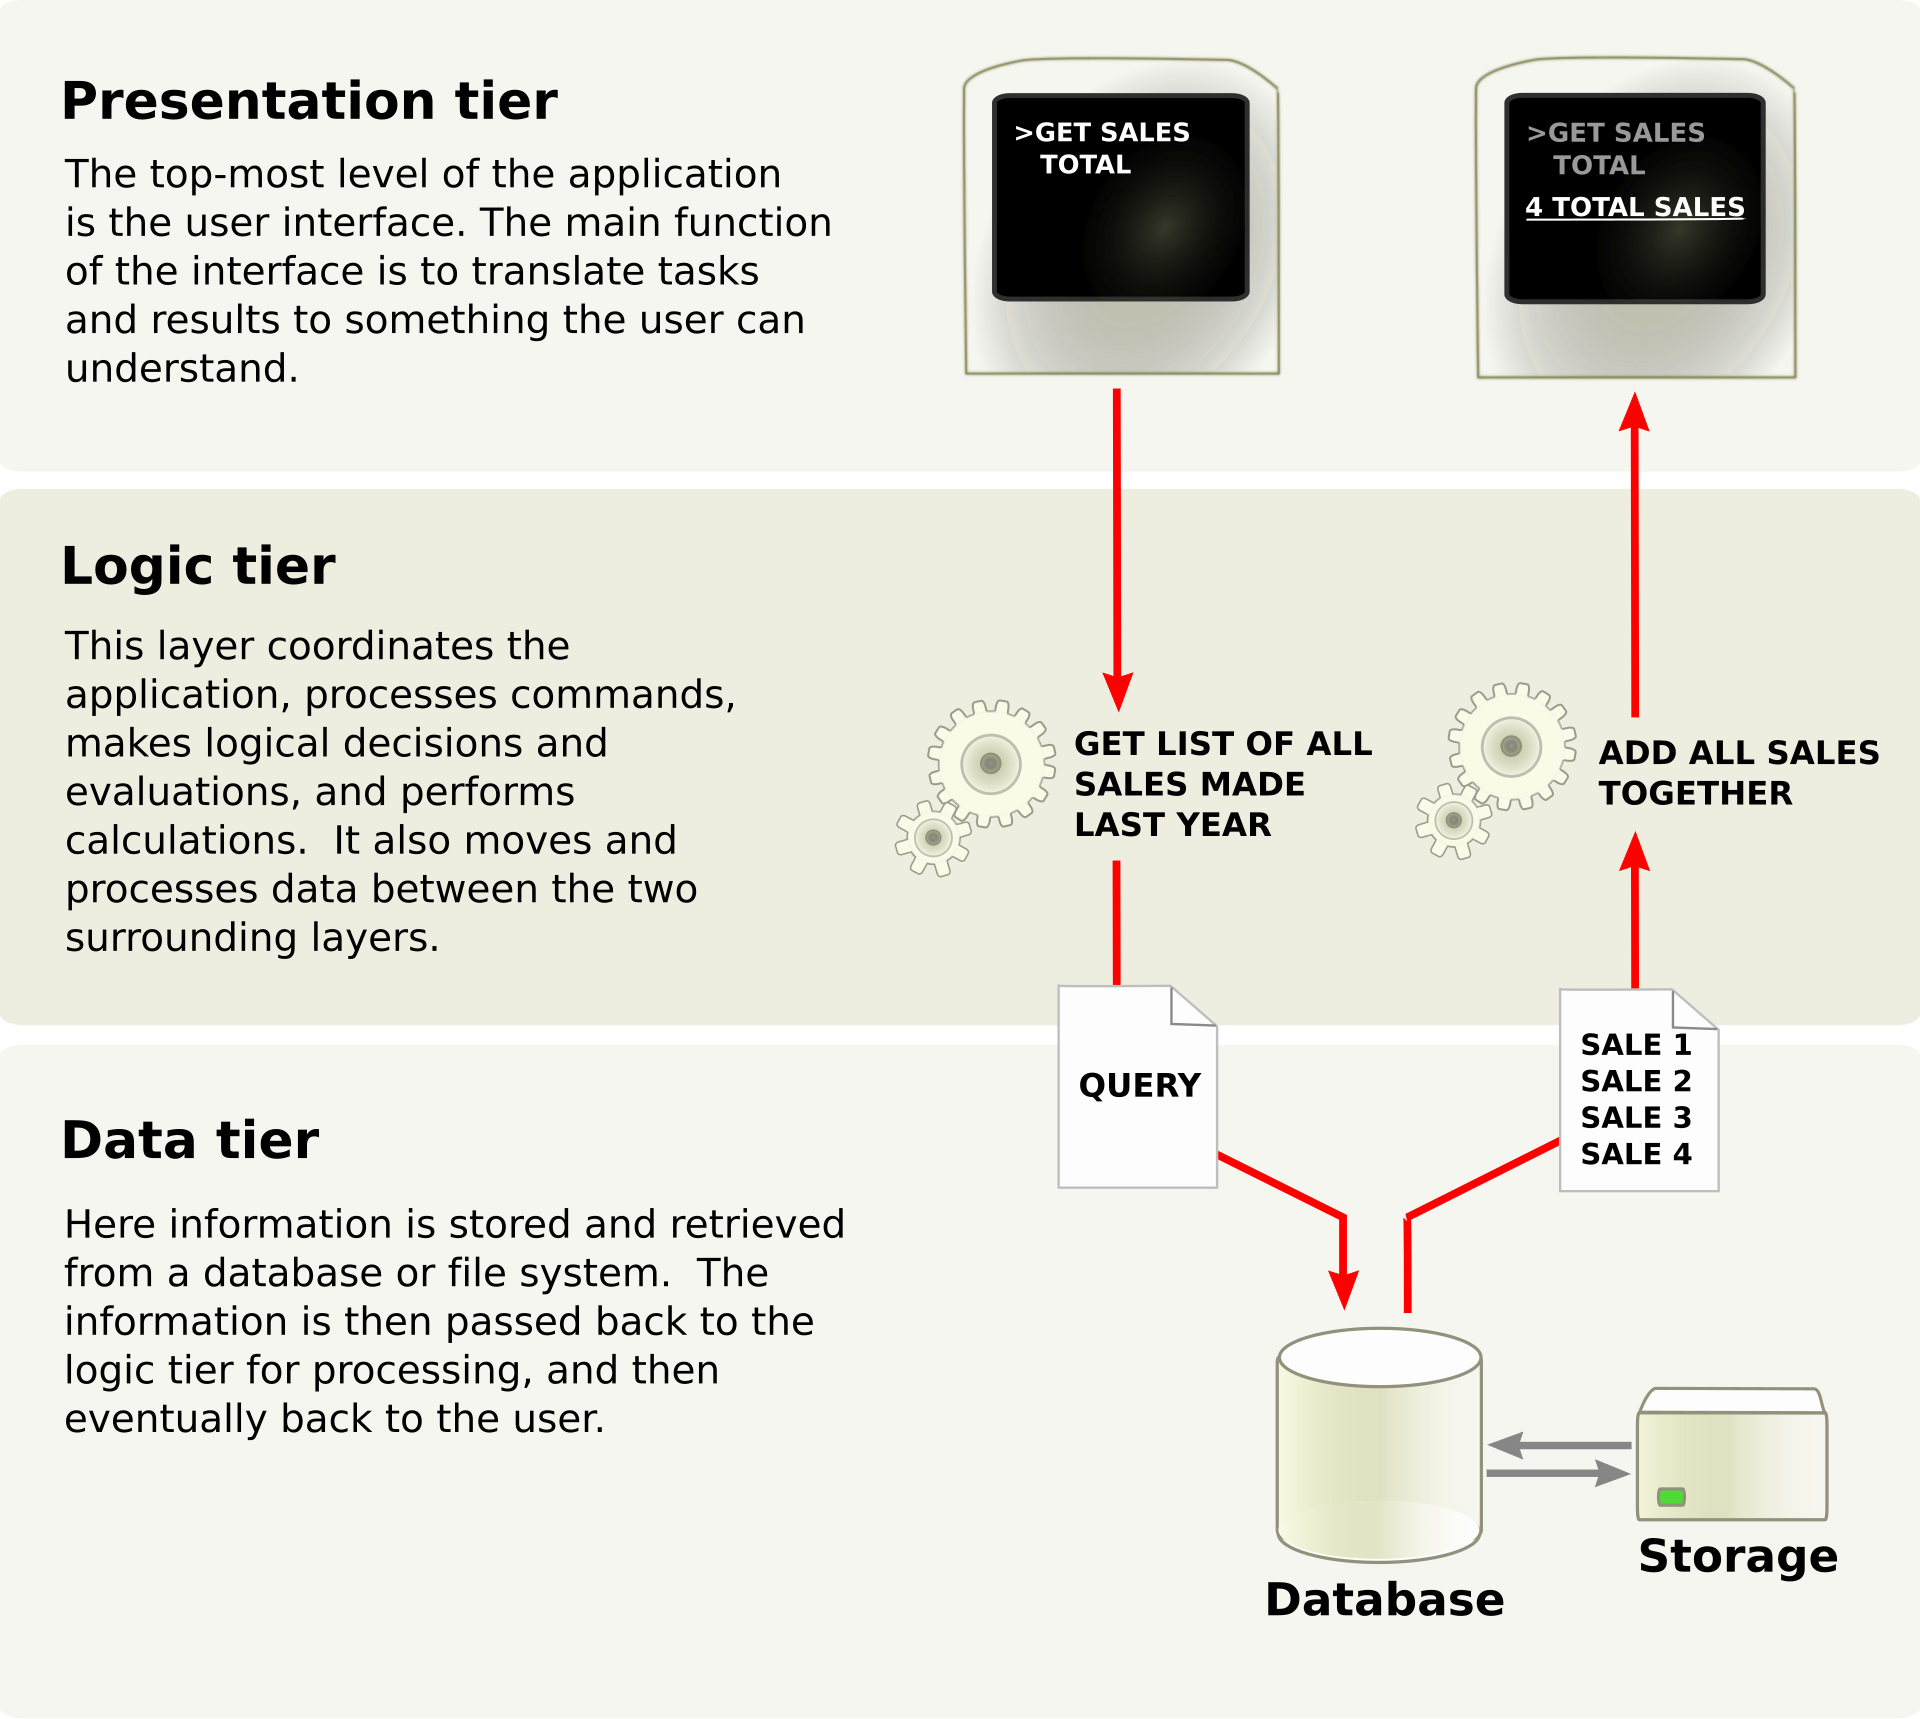 Presentation tier
The top-most level of the application
is the user interface. The main function
of the interface is to translate tasks
and results to something the user can
understand.
>GET SALES
TOTAL
>GET SALES
TOTAL
4 TOTAL SALES
Logic tier
This layer coordinates the
application, processes commands,
makes logical decisions and
evaluations, and performs
calculations.  It also moves and
processes data between the two
surrounding layers.
GET LIST OF ALL
SALES MADE
LAST YEAR
ADD ALL SALES
TOGETHER
QUERY
SALE 1
SALE 2
SALE 3
SALE 4
Data tier
Here information is stored and retrieved
from a database or file system.  The
information is then passed back to the
logic tier for processing, and then
eventually back to the user.
Database
Storage